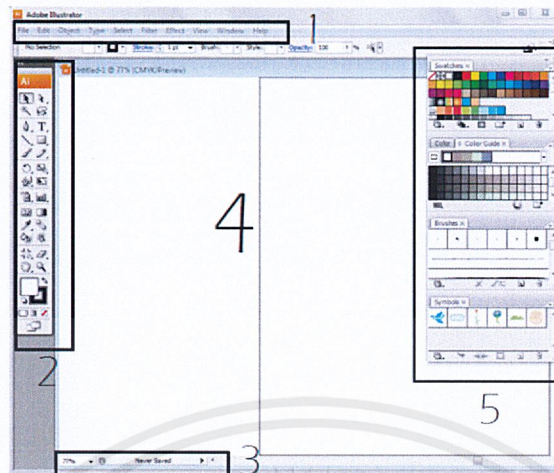 Adobe Illustrator
File Edit Object Type Select Filter Effect View Window Help
1
No Selection Stroke: 1 pt Brush: Style: Opacity: 100 %
Ai
Untitled-1 @ 77% (CMYK/Preview)
Swatches x
Color Color Guide x
4
Brushes x
Symbols x
2
5
77% Never Saved
3